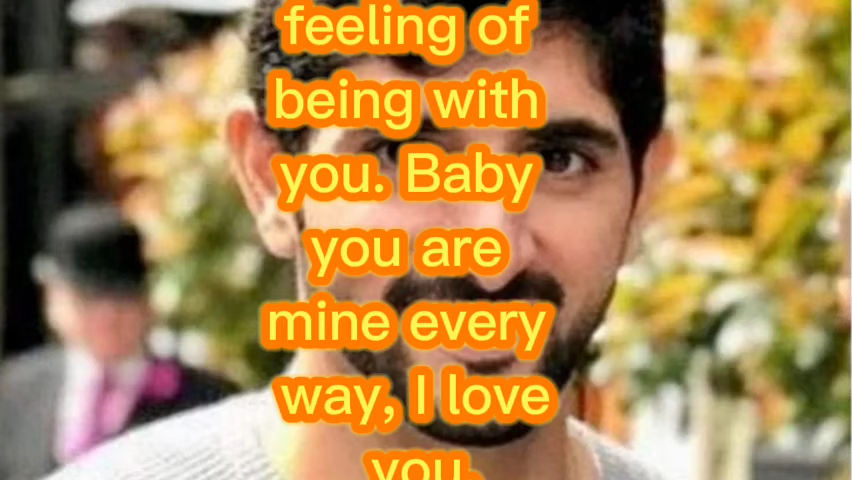 feeling of
being with
you. Baby
you are
mine every
way, I love
you.